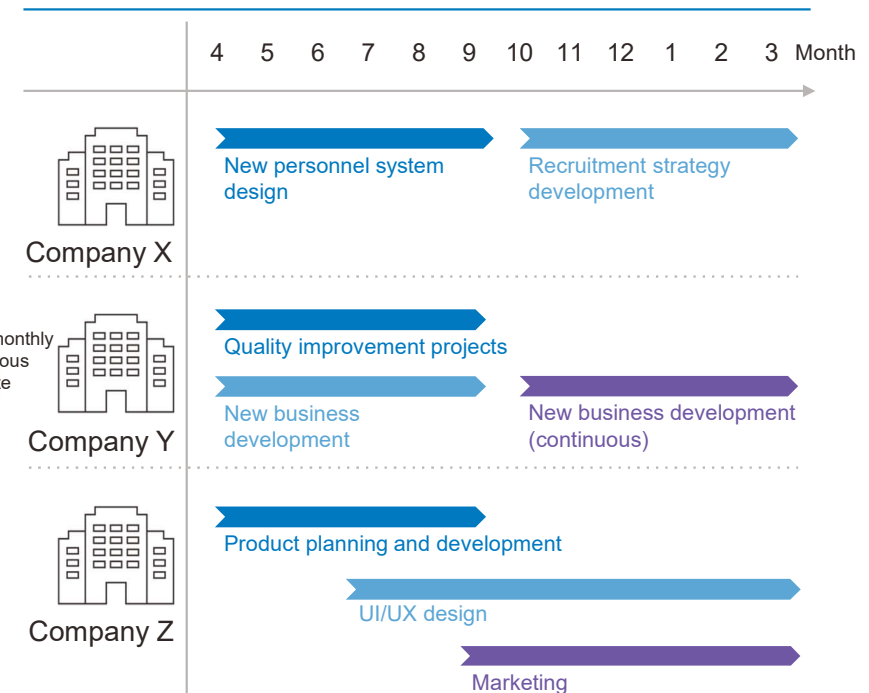 4 5 6 7 8 9 10 11 12 1 2 3 Month
New personnel system
design
Recruitment strategy
development
Company X
Quality improvement projects
monthly
New business
development
New business development
(continuous)
Company Y
Product planning and development
UI/UX design
Company Z
Marketing